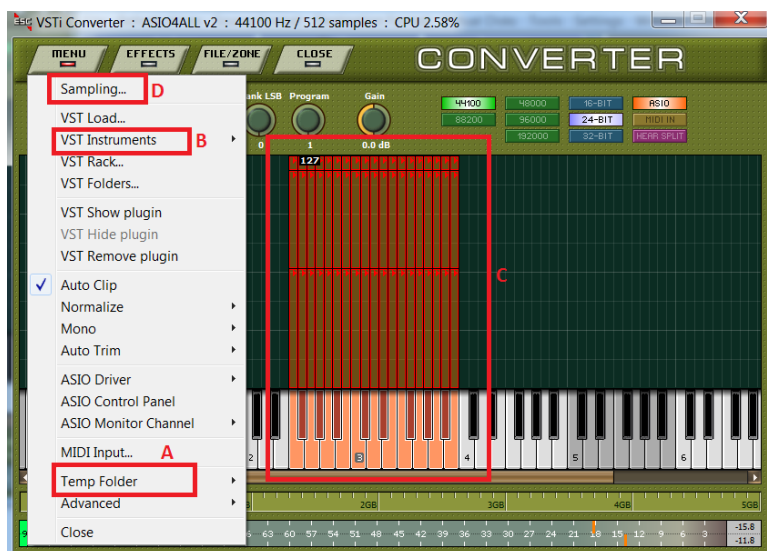 ESC VSTi Converter : ASIO4ALL v2 : 44100 Hz / 512 samples : CPU 2.58%
MENU EFFECTS FILE/ZONE CLOSE CONVERTER
Sampling... D
VST Load...
VST Instruments B
VST Rack...
VST Folders...
VST Show plugin
VST Hide plugin
VST Remove plugin
Auto Clip
Normalize
Mono
Auto Trim
ASIO Driver
ASIO Control Panel
ASIO Monitor Channel
MIDI Input... A
Temp Folder
Advanced
Close
LSB Program Gain
0 1 0.0 dB
44100 48000 16-BIT ASIO
88200 96000 24-BIT MIDI IN
192000 32-BIT HEAR SPLIT
127
C
2 3 4 5 6
2GB 3GB 4GB 5GB
63 60 57 54 51 48 45 42 39 36 33 30 27 24 21 18 15 12 9 6 3
-15.8
-11.8